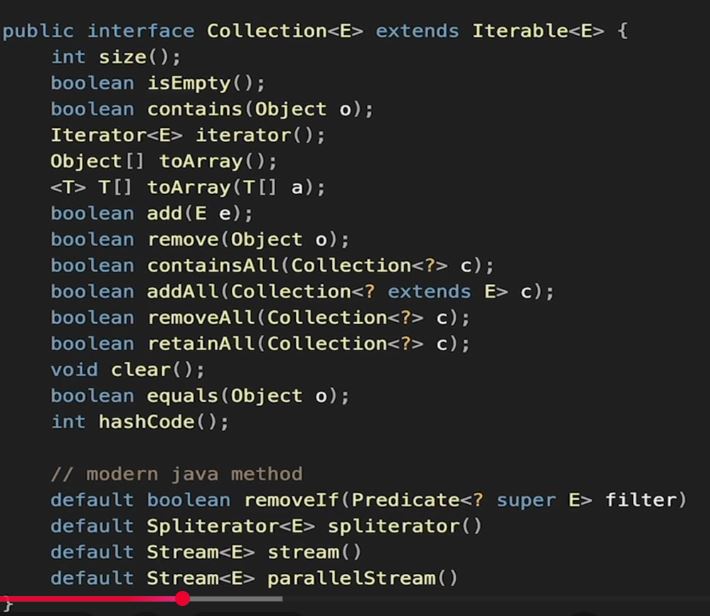 public interface Collection<E> extends Iterable<E> {
    int size();
    boolean isEmpty();
    boolean contains(Object o);
    Iterator<E> iterator();
    Object[] toArray();
    <T> T[] toArray(T[] a);
    boolean add(E e);
    boolean remove(Object o);
    boolean containsAll(Collection<?> c);
    boolean addAll(Collection<? extends E> c);
    boolean removeAll(Collection<?> c);
    boolean retainAll(Collection<?> c);
    void clear();
    boolean equals(Object o);
    int hashCode();

    // modern java method
    default boolean removeIf(Predicate<? super E> filter)
    default Spliterator<E> spliterator()
    default Stream<E> stream()
    default Stream<E> parallelStream()
}